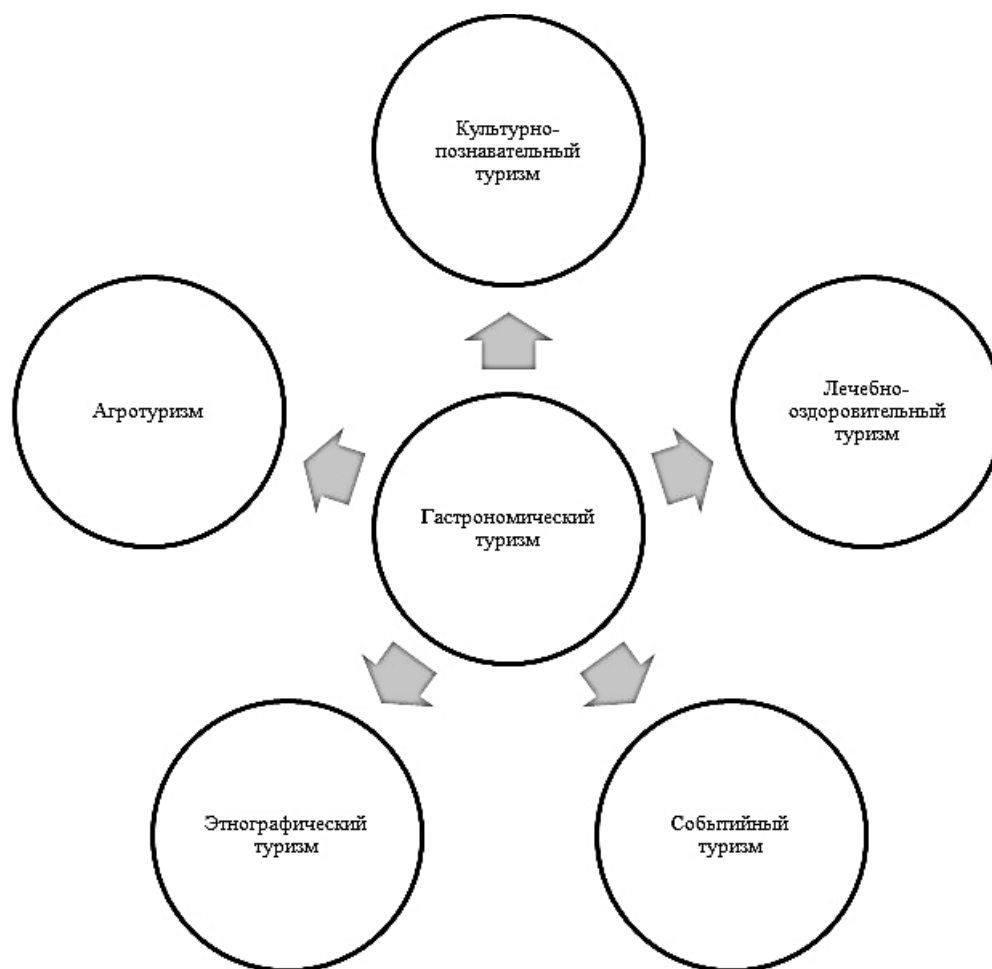 Культурно-
познавательный
туризм
Агротуризм
Лечебно-
оздоровительный
туризм
Гастрономический
туризм
Этнографический
туризм
Событийный
туризм